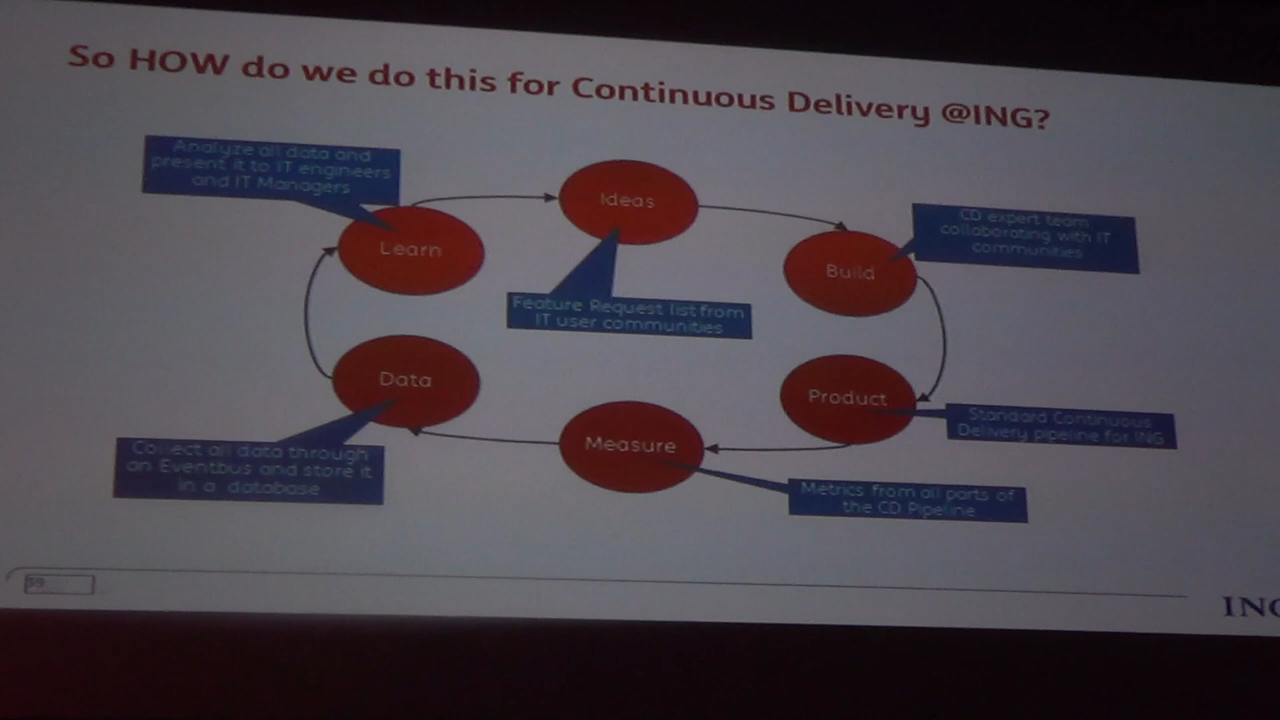 So HOW do we do this for Continuous Delivery @ING?
Analyze all data and
present it to IT engineers
and IT Managers
Ideas
CD expert team
collaborating with IT
communities
Learn
Build
Feature Request list from
IT user communities
Data
Product
Standard Continuous
Delivery pipeline for ING
Measure
Collect all data through
an Eventbus and store it
in a database
Metrics from all parts of
the CD Pipeline
59
ING